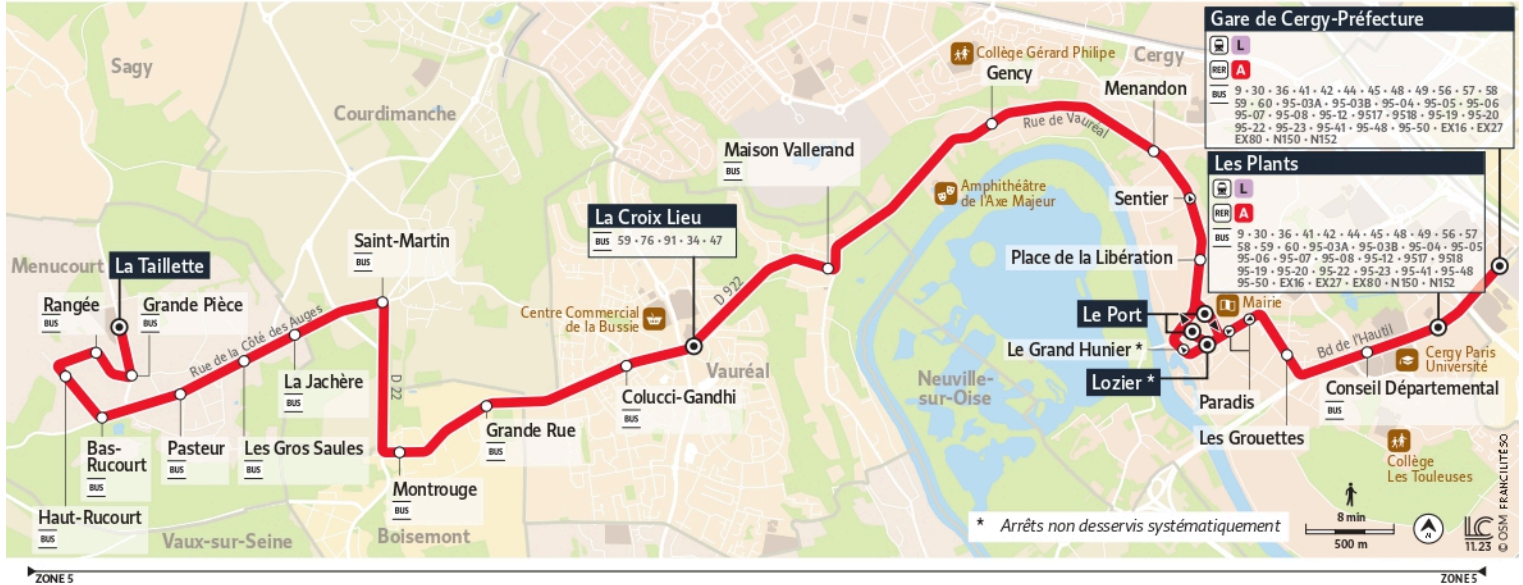 Gare de Cergy-Préfecture
L
RER A
BUS 9 • 30 • 36 • 41 • 42 • 44 • 45 • 48 • 49 • 56 • 57 • 58
59 • 60 • 95-03A • 95-03B • 95-04 • 95-05 • 95-06
95-07 • 95-08 • 95-12 • 9517 • 9518 • 95-19 • 95-20
95-22 • 95-23 • 95-41 • 95-48 • 95-50 • EX16 • EX27
EX80 • N150 • N152
Les Plants
L
RER A
BUS 9 • 30 • 36 • 41 • 42 • 44 • 45 • 48 • 49 • 56 • 57
58 • 59 • 60 • 95-03A • 95-03B • 95-04 • 95-05
95-06 • 95-07 • 95-08 • 95-12 • 9517 • 9518
95-19 • 95-20 • 95-22 • 95-23 • 95-41 • 95-48
95-50 • EX16 • EX27 • EX80 • N150 • N152
Sagy
Courdimanche
Collège Gérard Philipe
Gency
Cergy
Menandon
Rue de Vauréal
Maison Vallerand
BUS
Amphithéâtre
de l'Axe Majeur
Sentier
La Croix Lieu
BUS 59 • 76 • 91 • 34 • 47
Saint-Martin
BUS
Place de la Libération
Menucourt
La Taillette
Rangée
BUS
Grande Pièce
BUS
Rue de la Côté des Auges
D 922
Centre Commercial
de la Bussie
Mairie
Le Port
Le Grand Hunier *
Lozier *
Bd de l'Hautil
Cergy Paris
Université
La Jachère
BUS
D 22
Vauréal
Colucci-Gandhi
BUS
Neuville-
sur-Oise
Paradis
Conseil Départemental
BUS
Grande Rue
BUS
Les Grouettes
Bas-
Rucourt
BUS
Pasteur
BUS
Les Gros Saules
BUS
Collège
Les Touleuses
Montrouge
BUS
Haut-Rucourt
BUS
Vaux-sur-Seine
Boisemont
* Arrêts non desservis systématiquement
8 min
500 m
N
LC
11.23
© OSM FRANCILITÉ SO
ZONE 5
ZONE 5